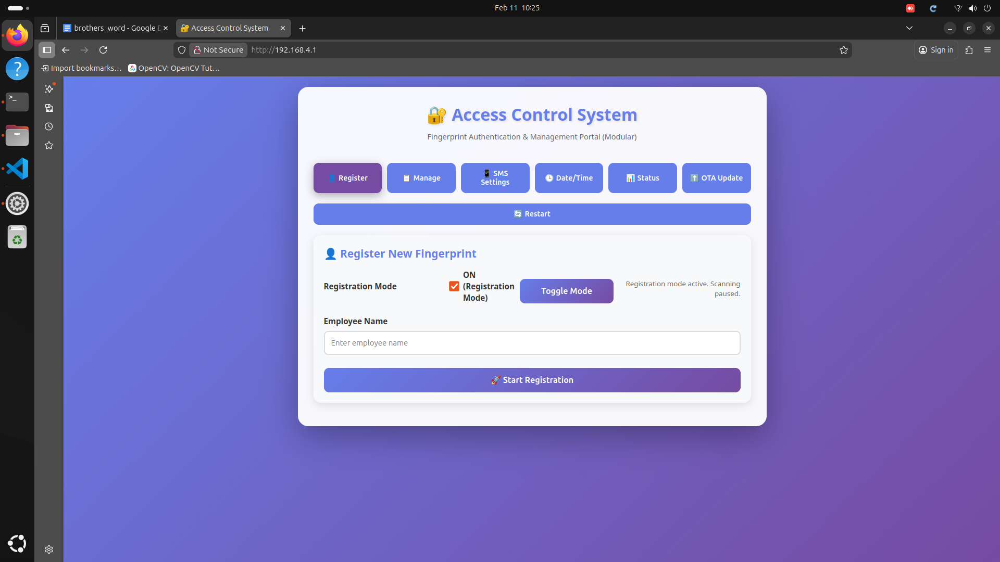 Feb 11 10:25
brothers_word - Google D
Access Control System
Not Secure
http://192.168.4.1
Sign in
Import bookmarks...
OpenCV: OpenCV Tut...
🔐 Access Control System
Fingerprint Authentication & Management Portal (Modular)
👤 Register
📋 Manage
📱 SMS
Settings
🕒 Date/Time
📊 Status
⬆️ OTA Update
🔄 Restart
👤 Register New Fingerprint
Registration Mode
ON
(Registration
Mode)
Toggle Mode
Registration mode active. Scanning
paused.
Employee Name
Enter employee name
🚀 Start Registration